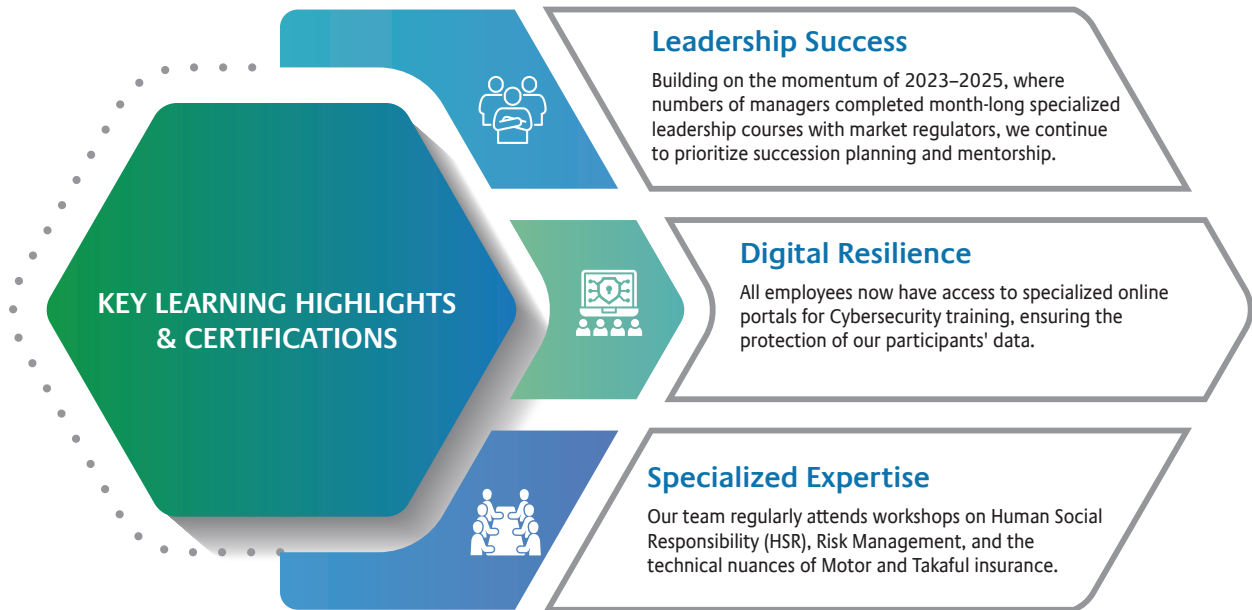 KEY LEARNING HIGHLIGHTS
& CERTIFICATIONS
Leadership Success
Building on the momentum of 2023–2025, where
numbers of managers completed month-long specialized
leadership courses with market regulators, we continue
to prioritize succession planning and mentorship.
Digital Resilience
All employees now have access to specialized online
portals for Cybersecurity training, ensuring the
protection of our participants' data.
Specialized Expertise
Our team regularly attends workshops on Human Social
Responsibility (HSR), Risk Management, and the
technical nuances of Motor and Takaful insurance.